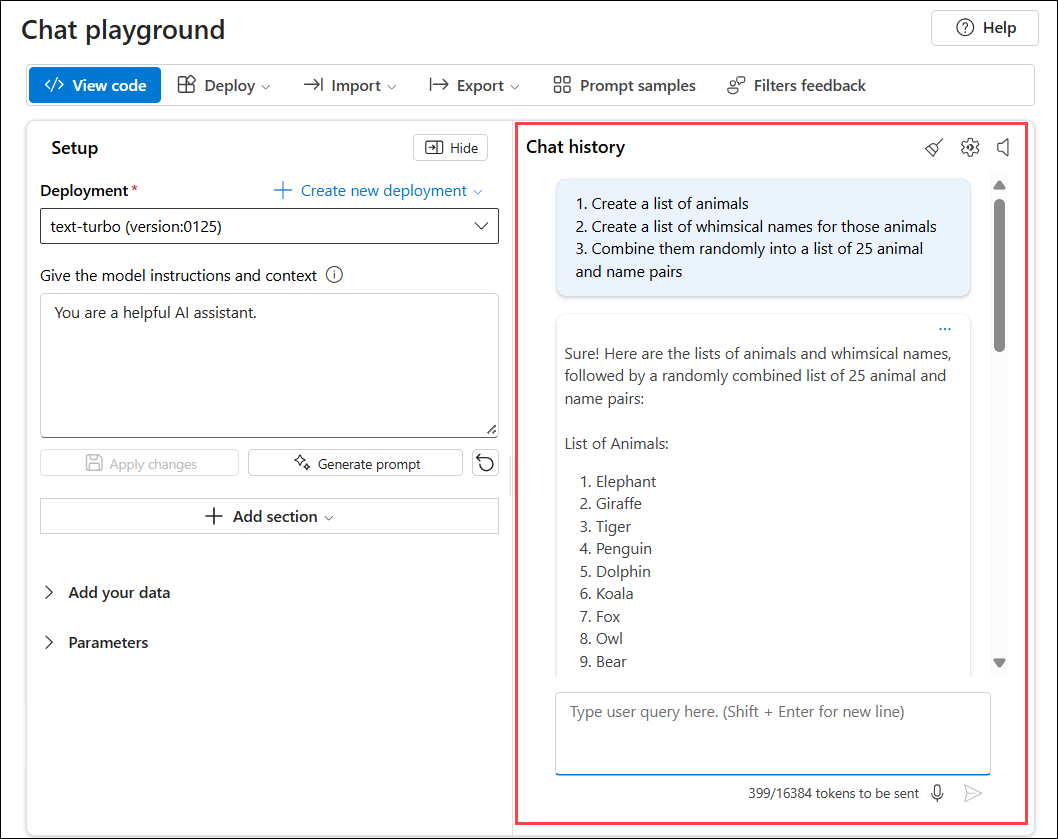 Chat playground
Help
View code
Deploy
Import
Export
Prompt samples
Filters feedback
Setup
Hide
Deployment *
Create new deployment
text-turbo (version:0125)
Give the model instructions and context
You are a helpful AI assistant.
Apply changes
Generate prompt
Add section
Add your data
Parameters
Chat history
1. Create a list of animals
2. Create a list of whimsical names for those animals
3. Combine them randomly into a list of 25 animal
and name pairs
...
Sure! Here are the lists of animals and whimsical names,
followed by a randomly combined list of 25 animal and
name pairs:
List of Animals:
1. Elephant
2. Giraffe
3. Tiger
4. Penguin
5. Dolphin
6. Koala
7. Fox
8. Owl
9. Bear
Type user query here. (Shift + Enter for new line)
399/16384 tokens to be sent